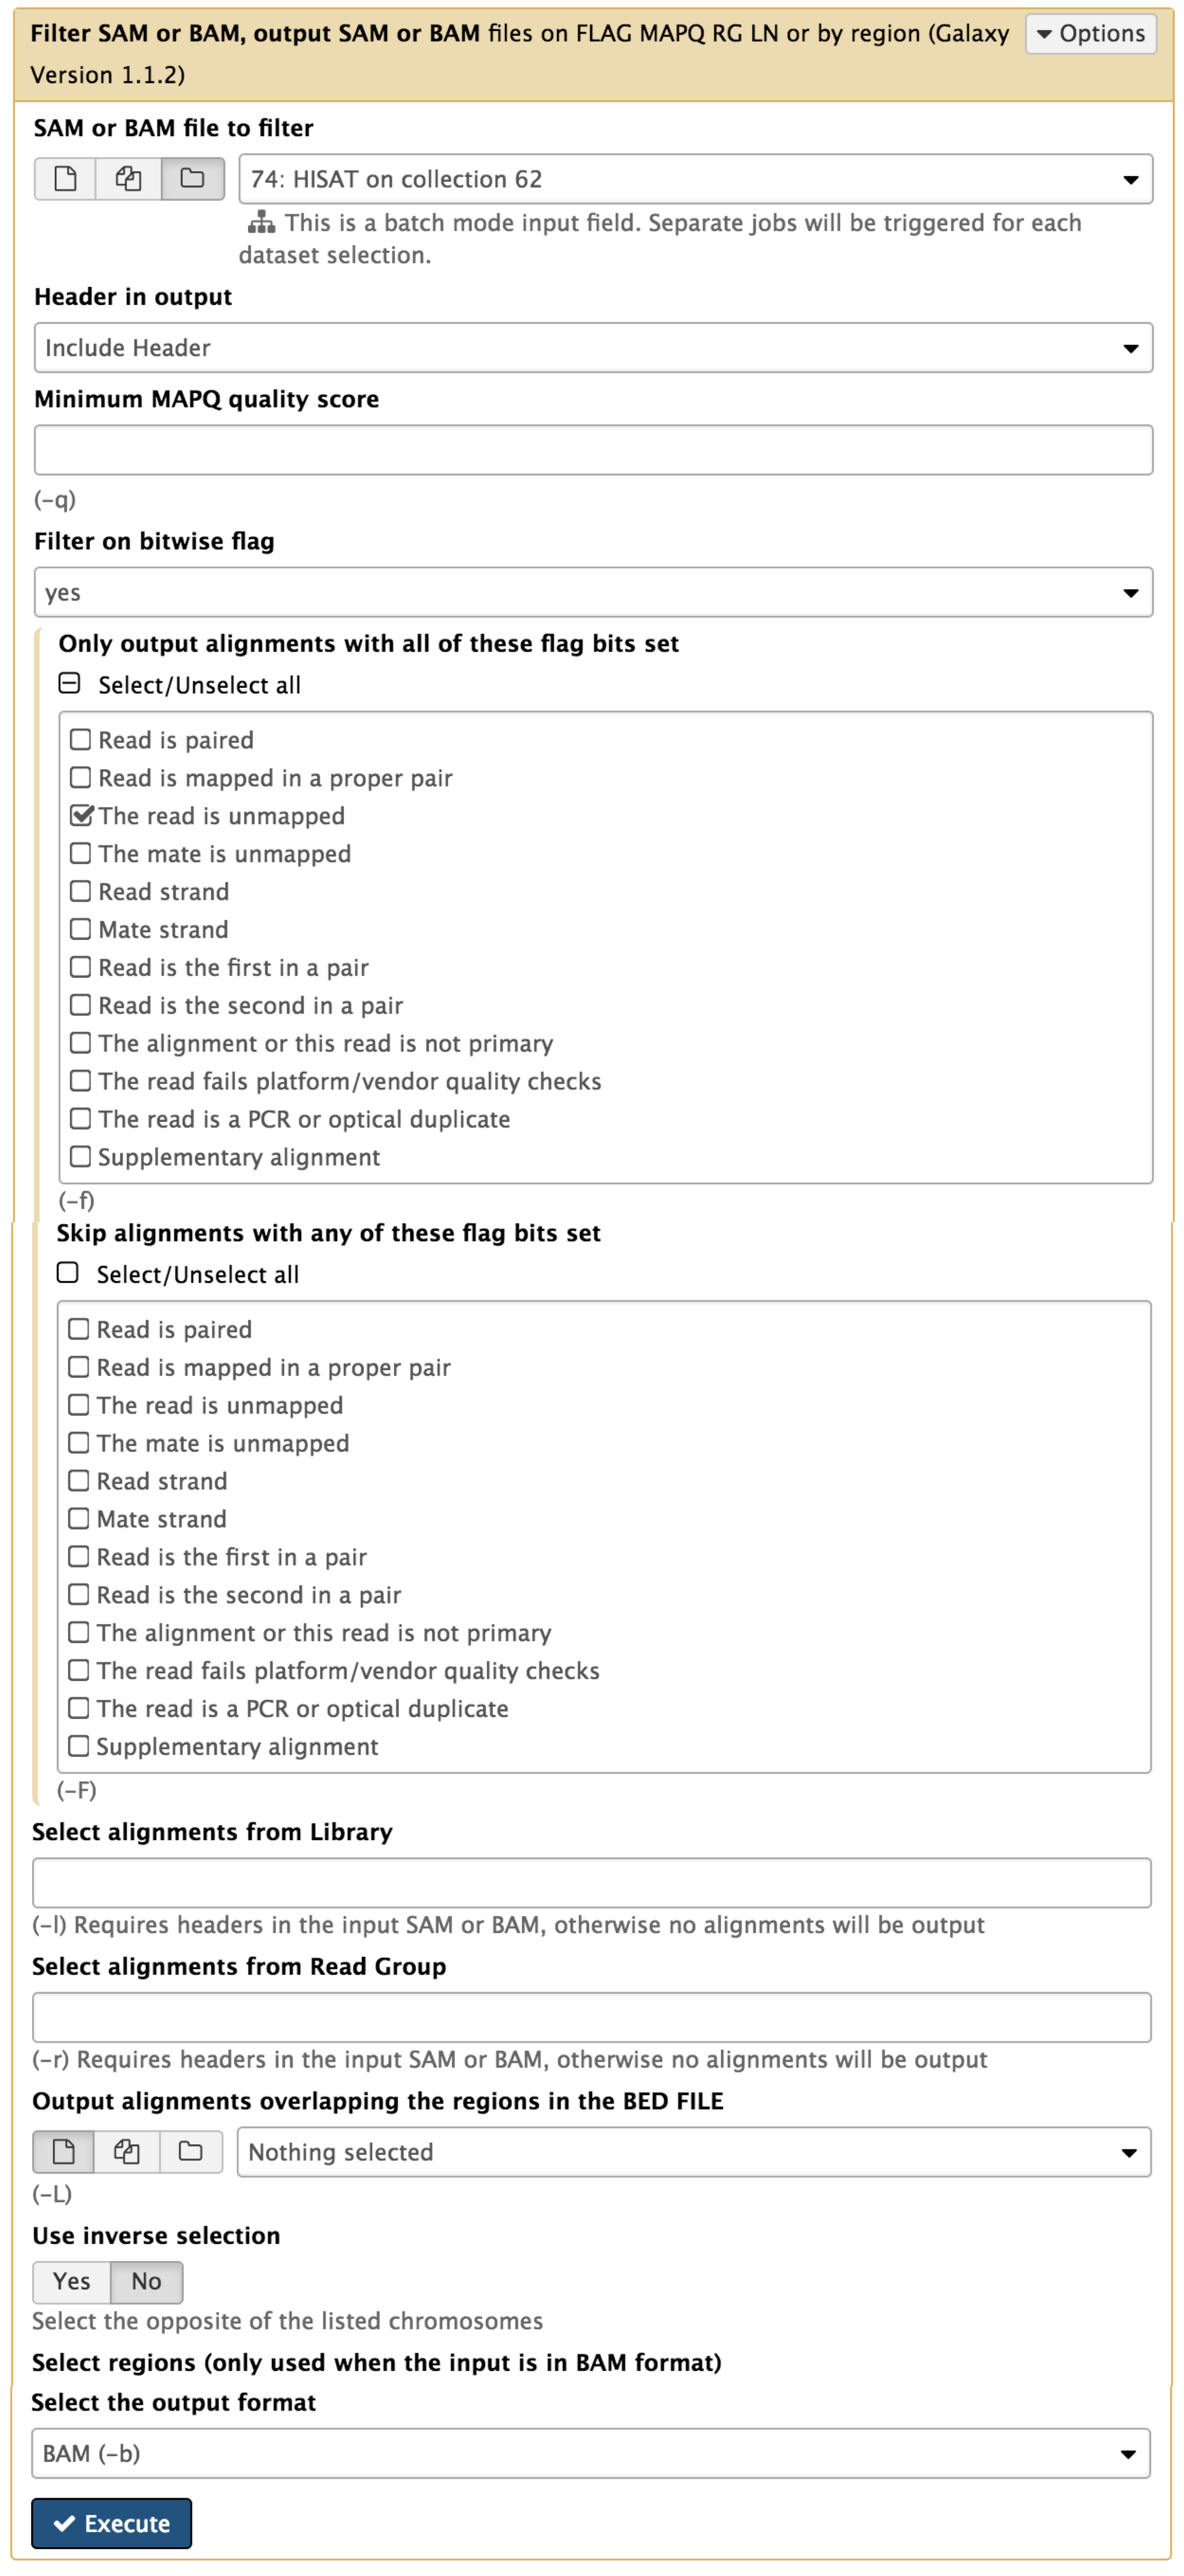 Filter SAM or BAM, output SAM or BAM files on FLAG MAPQ RG LN or by region (Galaxy
Version 1.1.2)
Options
SAM or BAM file to filter
74: HISAT on collection 62
This is a batch mode input field. Separate jobs will be triggered for each
dataset selection.
Header in output
Include Header
Minimum MAPQ quality score
(-q)
Filter on bitwise flag
yes
Only output alignments with all of these flag bits set
Select/Unselect all
Read is paired
Read is mapped in a proper pair
The read is unmapped
The mate is unmapped
Read strand
Mate strand
Read is the first in a pair
Read is the second in a pair
The alignment or this read is not primary
The read fails platform/vendor quality checks
The read is a PCR or optical duplicate
Supplementary alignment
(-f)
Skip alignments with any of these flag bits set
Select/Unselect all
Read is paired
Read is mapped in a proper pair
The read is unmapped
The mate is unmapped
Read strand
Mate strand
Read is the first in a pair
Read is the second in a pair
The alignment or this read is not primary
The read fails platform/vendor quality checks
The read is a PCR or optical duplicate
Supplementary alignment
(-F)
Select alignments from Library
(-l) Requires headers in the input SAM or BAM, otherwise no alignments will be output
Select alignments from Read Group
(-r) Requires headers in the input SAM or BAM, otherwise no alignments will be output
Output alignments overlapping the regions in the BED FILE
Nothing selected
(-L)
Use inverse selection
Yes No
Select the opposite of the listed chromosomes
Select regions (only used when the input is in BAM format)
Select the output format
BAM (-b)
Execute